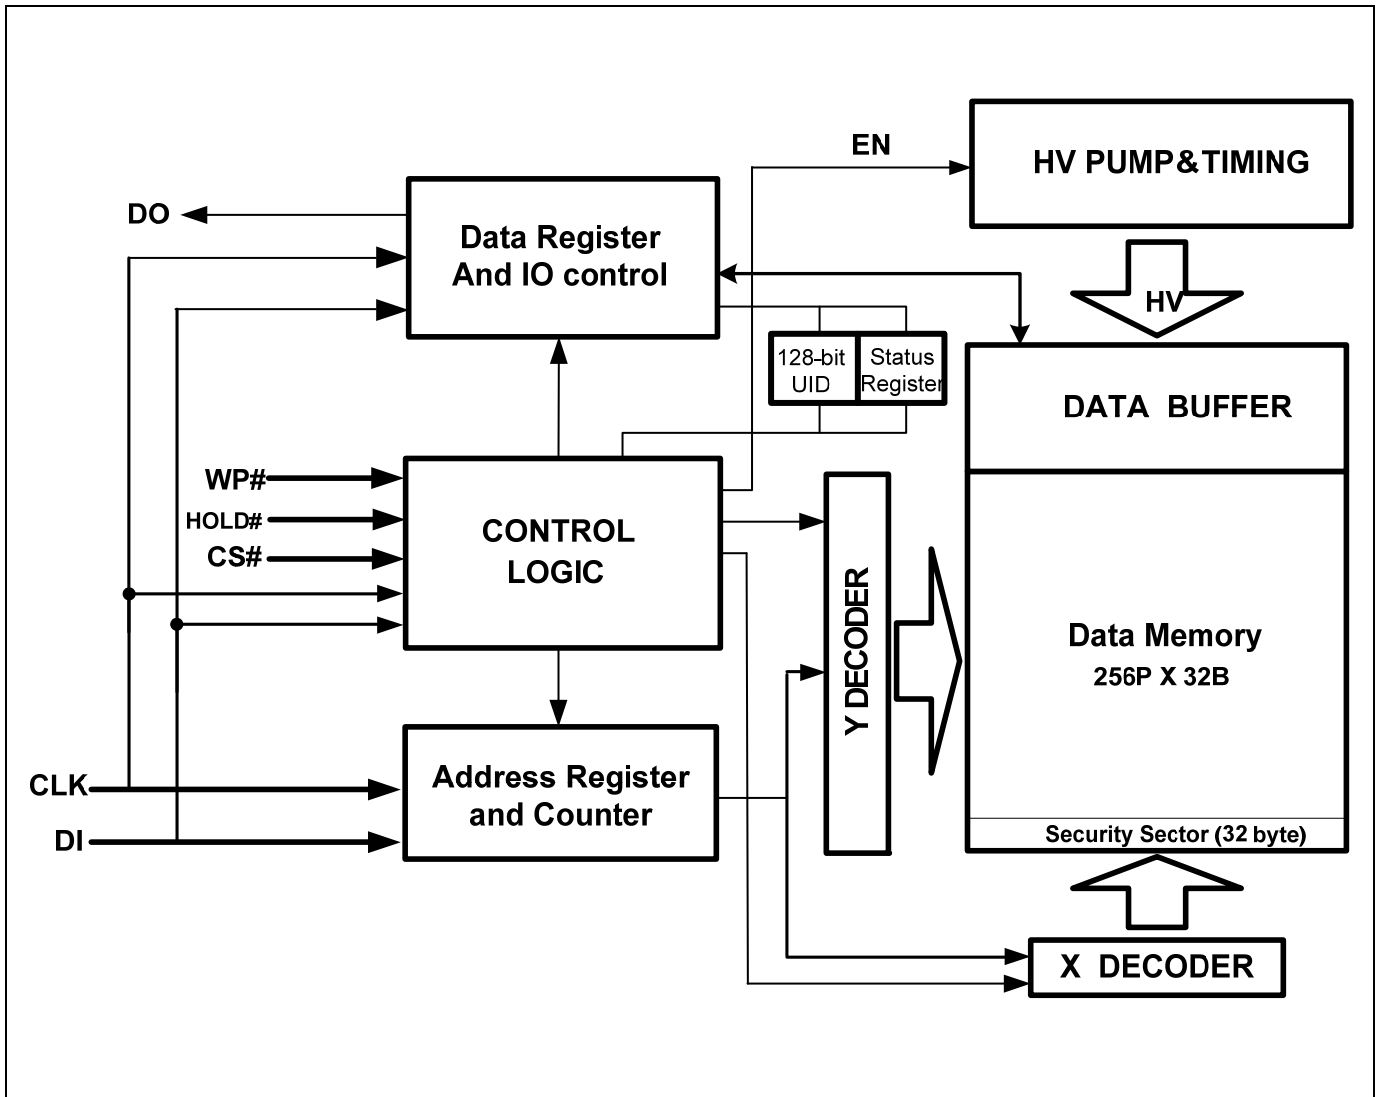 EN
HV PUMP&TIMING
DO
Data Register
And IO control
HV
128-bit
UID
Status
Register
DATA BUFFER
WP#
HOLD#
CS#
CONTROL
LOGIC
Y DECODER
Data Memory
256P X 32B
CLK
DI
Address Register
and Counter
Security Sector (32 byte)
X DECODER